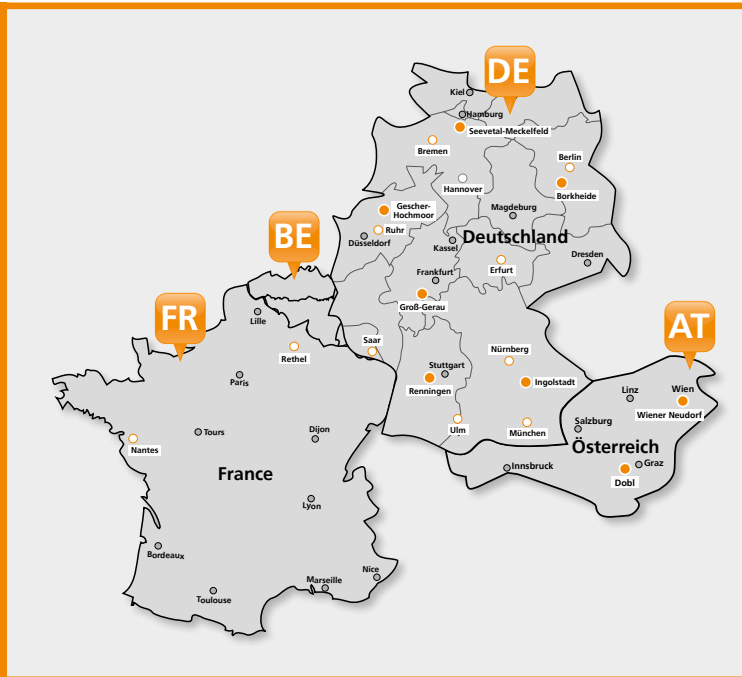 DE
Kiel
Hamburg
Seevetal-Meckelfeld
Bremen
Berlin
Hannover
Borkheide
Gescher-
Hochmoor
Magdeburg
Ruhr
BE
Düsseldorf
Kassel
Deutschland
Dresden
Erfurt
Frankfurt
FR
Groß-Gerau
AT
Lille
Saar
Rethel
Nürnberg
Stuttgart
Paris
Renningen
Ingolstadt
Linz
Wien
Wiener Neudorf
Salzburg
Ulm
München
Tours
Dijon
Nantes
Österreich
France
Innsbruck
Graz
Dobl
Lyon
Bordeaux
Nice
Marseille
Toulouse